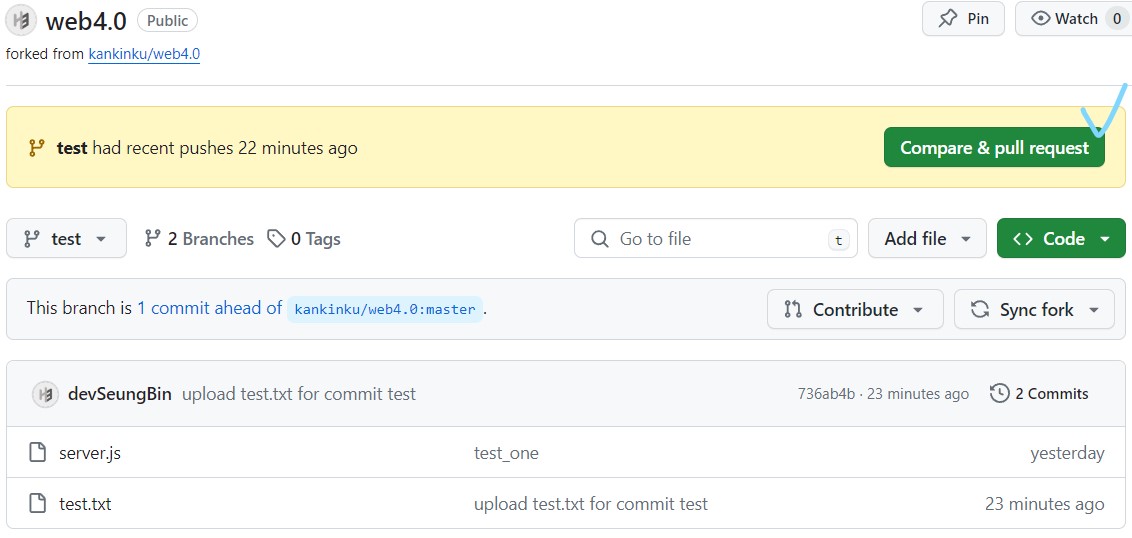 web4.0 Public Pin Watch 0
forked from kankinku/web4.0
test had recent pushes 22 minutes ago Compare & pull request
test 2 Branches 0 Tags Go to file t Add file <> Code
This branch is 1 commit ahead of kankinku/web4.0:master . Contribute Sync fork
devSeungBin upload test.txt for commit test 736ab4b · 23 minutes ago 2 Commits
server.js test_one yesterday
test.txt upload test.txt for commit test 23 minutes ago